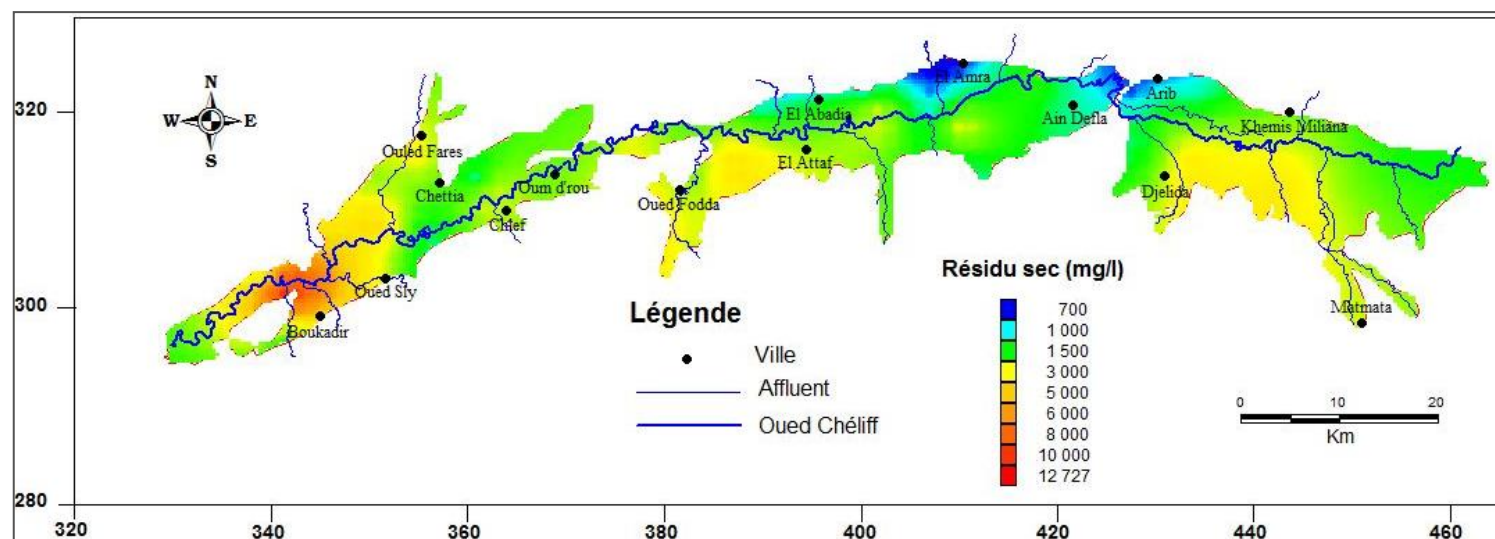 320
300
280
320
340
360
380
400
420
440
460
N
W
E
S
Ouled Fares
Chettia
Oum d'rou
Chlef
Oued Sly
Boukadir
Oued Fodda
El Abadia
El Attaf
El Amra
Ain Defla
Arib
Khemis Miliana
Djelida
Matmata
Légende
Ville
Affluent
Oued Chéliff
Résidu sec (mg/l)
700
1 000
1 500
3 000
5 000
6 000
8 000
10 000
12 727
0 10 20
Km